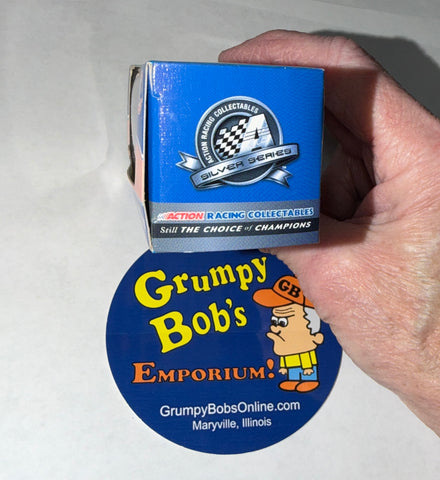 ACTION RACING COLLECTABLES
SILVER SERIES
ACTION RACING COLLECTABLES
Still THE CHOICE of CHAMPIONS
Grumpy
Bob's
GB
EMPORIUM!
GrumpyBobsOnline.com
Maryville, Illinois